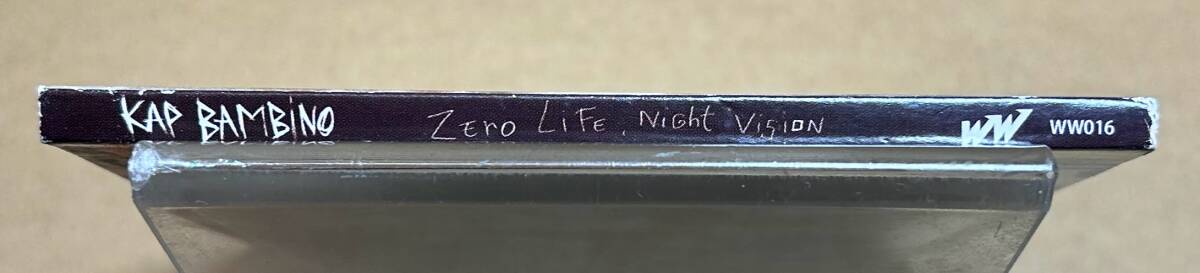 KAP BAMBiNO Zero LiFe, Night ViSiON WW WW016